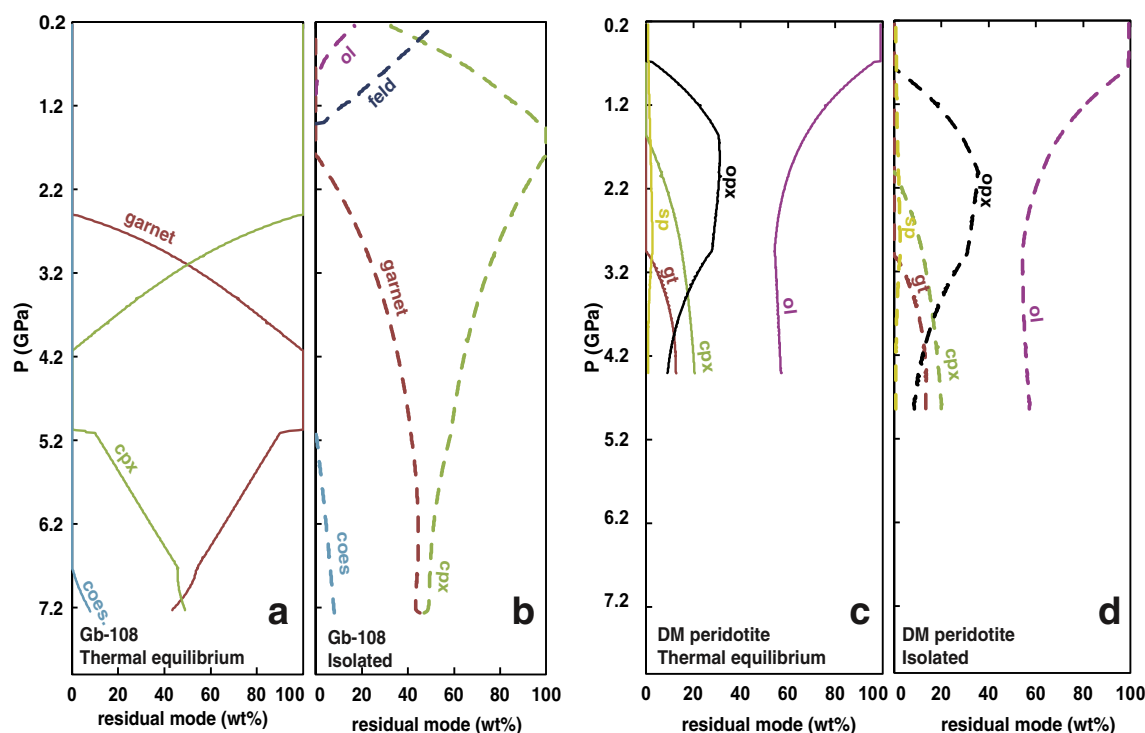 0.2
1.2
2.2
3.2
4.2
5.2
6.2
7.2
P (GPa)
garnet
cpx
coes.
a
Gb-108
Thermal equilibrium
0 20 40 60 80 100
residual mode (wt%)
ol
feld
garnet
coes
cpx
b
Gb-108
Isolated
0 20 40 60 80 100
residual mode (wt%)
0.2
1.2
2.2
3.2
4.2
5.2
6.2
7.2
P (GPa)
opx
sp
gt
cpx
ol
c
DM peridotite
Thermal equilibrium
0 20 40 60 80 100
residual mode (wt%)
opx
sp
gt
cpx
ol
d
DM peridotite
Isolated
0 20 40 60 80 100
residual mode (wt%)